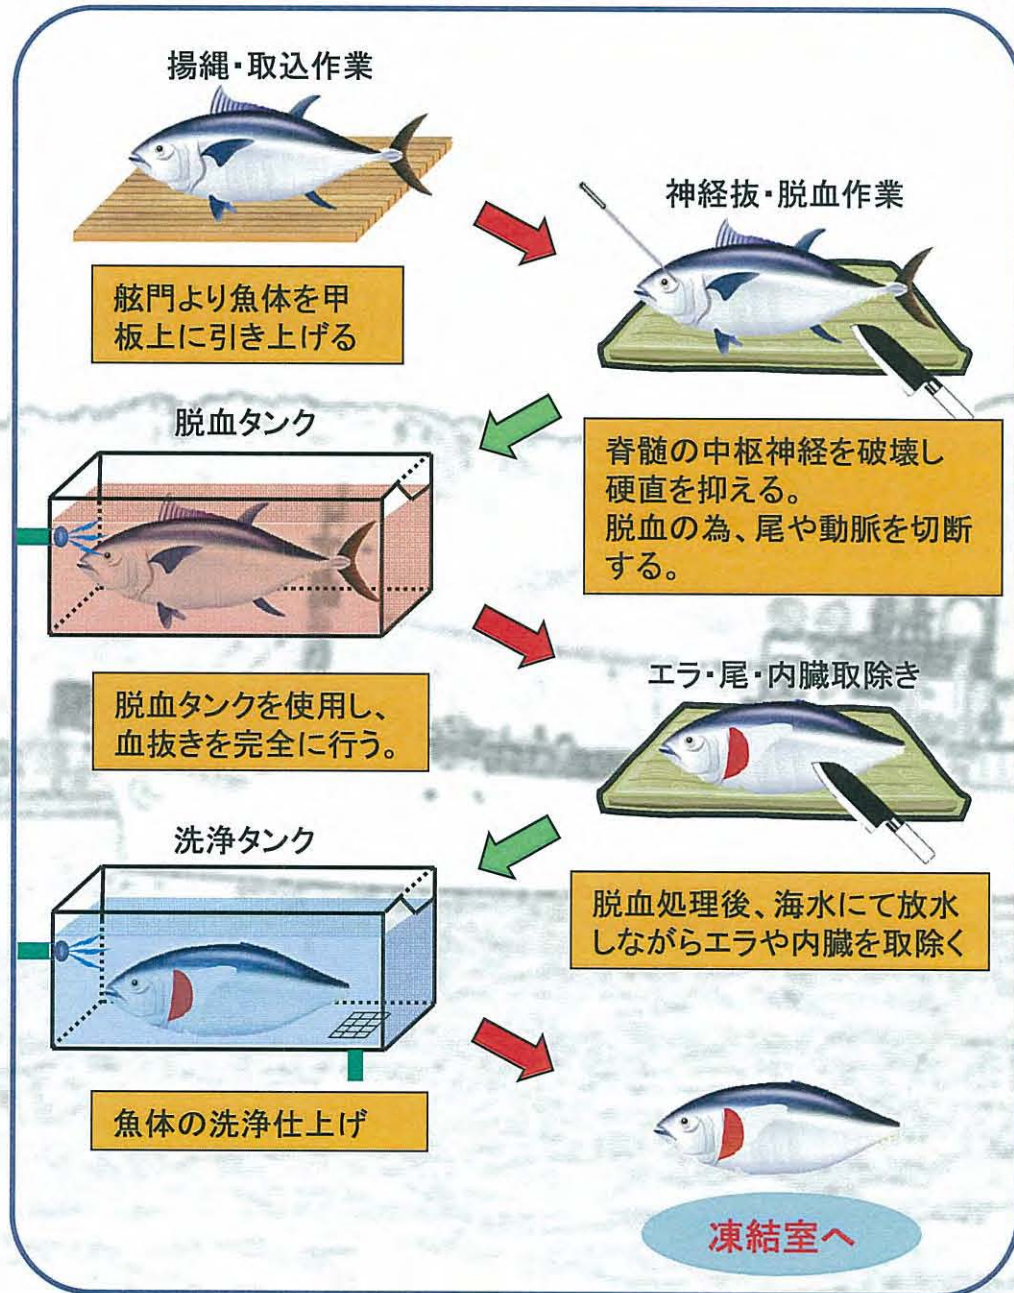 揚縄・取込作業
舷門より魚体を甲
板上に引き上げる
神経抜・脱血作業
脊髄の中枢神経を破壊し
硬直を抑える。
脱血の為、尾や動脈を切断
する。
脱血タンク
脱血タンクを使用し、
血抜きを完全に行う。
エラ・尾・内臓取除き
脱血処理後、海水にて放水
しながらエラや内臓を取除く
洗浄タンク
魚体の洗浄仕上げ
凍結室へ